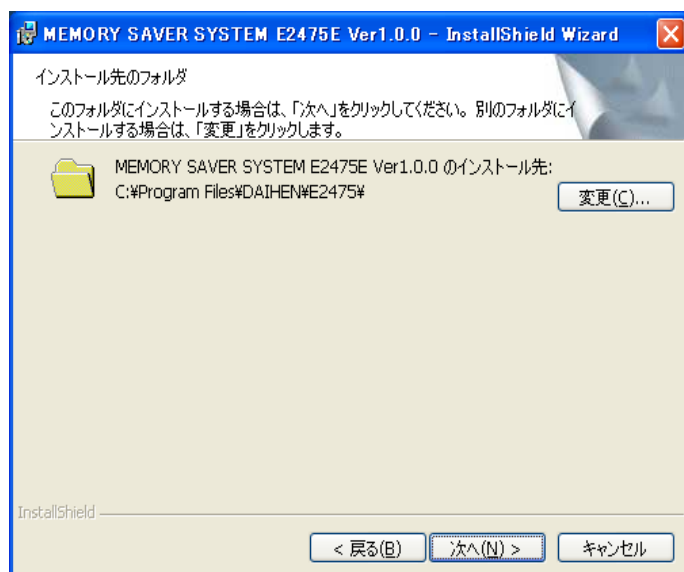 MEMORY SAVER SYSTEM E2475E Ver1.0.0 - InstallShield Wizard
インストール先のフォルダ
このフォルダにインストールする場合は、「次へ」をクリックしてください。別のフォルダにイ
ンストールする場合は、「変更」をクリックします。
MEMORY SAVER SYSTEM E2475E Ver1.0.0 のインストール先:
C:¥Program Files¥DAIHEN¥E2475¥
変更(C)...
InstallShield
< 戻る(B)
次へ(N) >
キャンセル